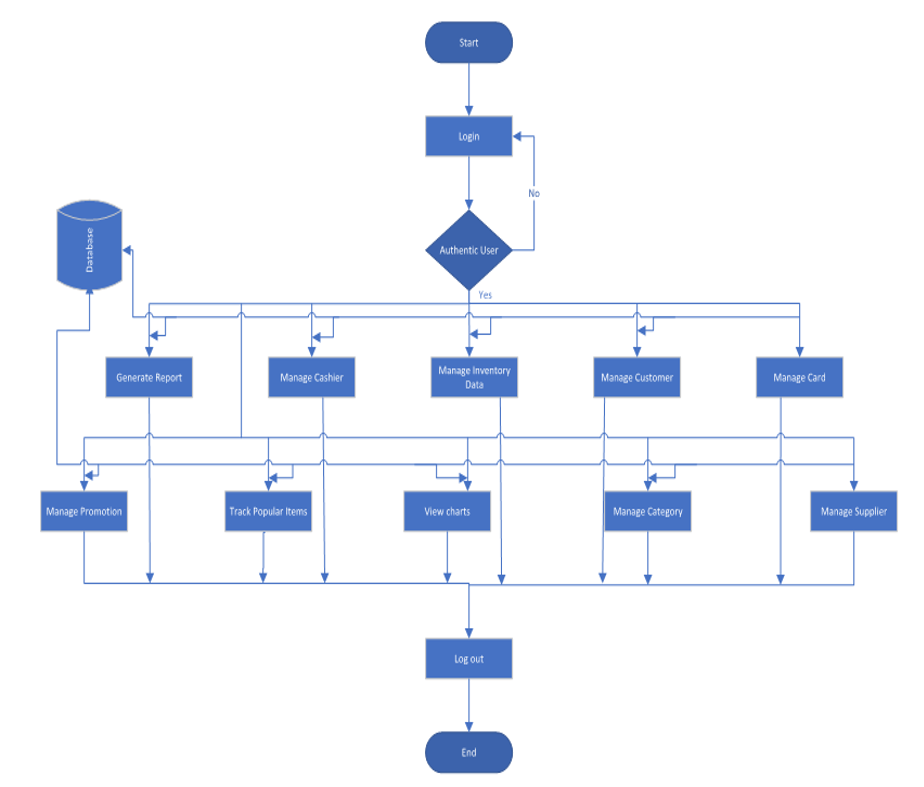 Start
Login
No
Database
Authentic User
Yes
Generate Report
Manage Cashier
Manage Inventory
Data
Manage Customer
Manage Card
Manage Promotion
Track Popular Items
View charts
Manage Category
Manage Supplier
Log out
End